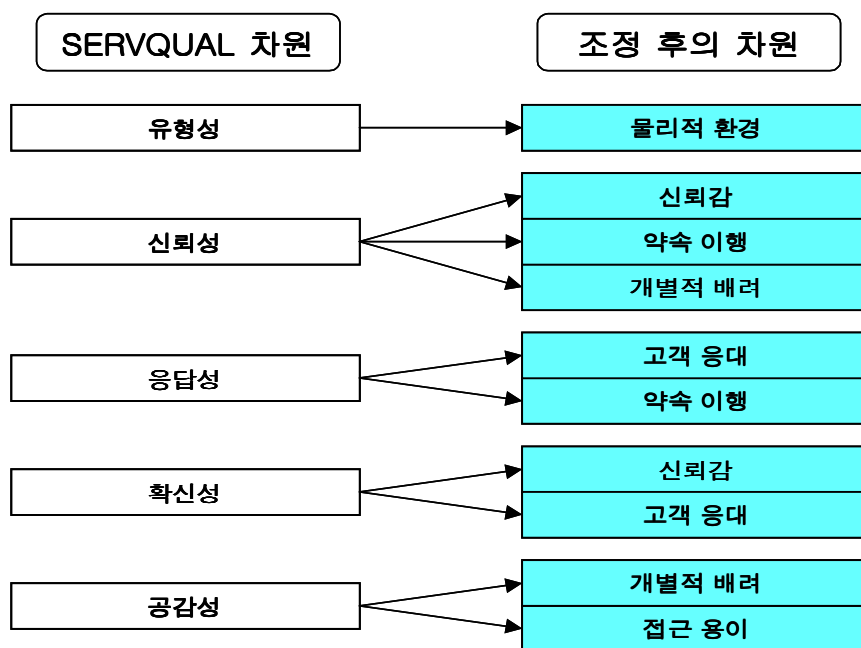 SERVQUAL 차원
조정 후의 차원
유형성
물리적 환경
신뢰성
신뢰감
약속 이행
개별적 배려
응답성
고객 응대
약속 이행
확신성
신뢰감
고객 응대
공감성
개별적 배려
접근 용이